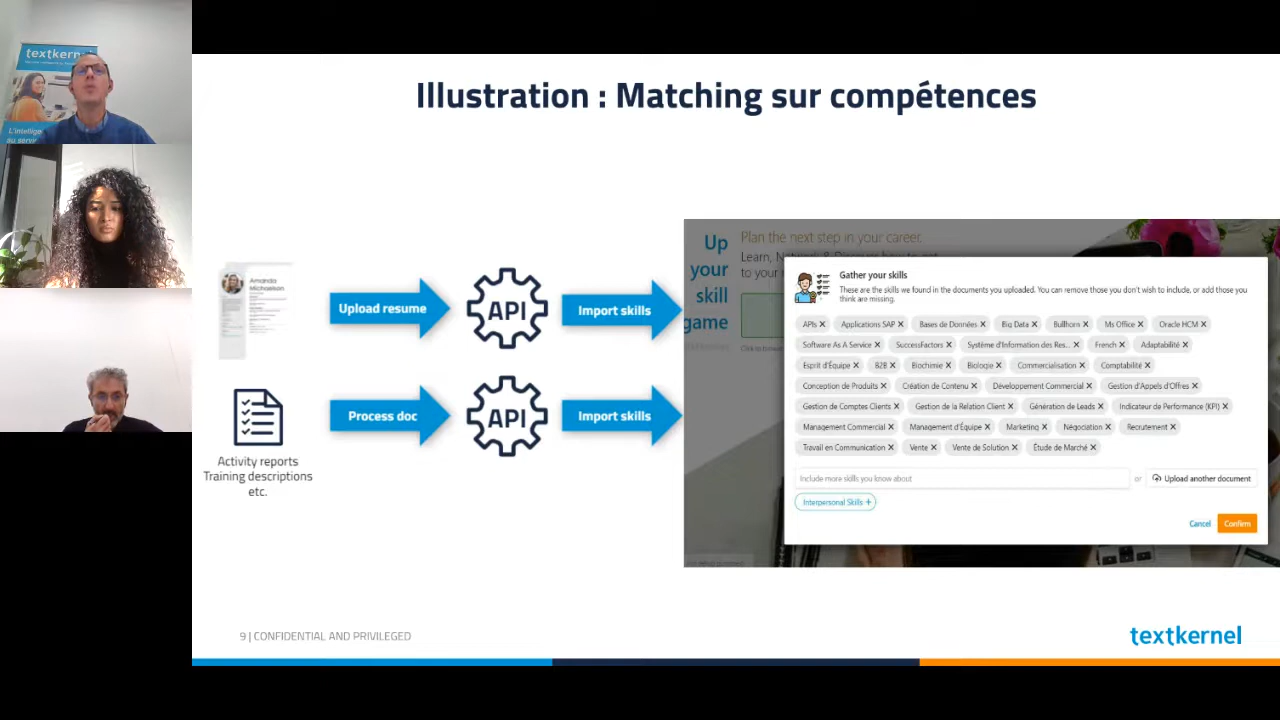 textkernel
L'intellige
au servi
Illustration : Matching sur compétences
Amanda
Michaelson
Upload resume
API
Import skills
Process doc
API
Import skills
Activity reports
Training descriptions
etc.
Up
your
skill
game
Plan the next step in your career.
Gather your skills
These are the skills we found in the documents you uploaded. You can remove those you don't wish to include, or add those you
think are missing.
APIs ✕ Applications SAP ✕ Bases de Données ✕ Big Data ✕ Bullhorn ✕ Ms Office ✕ Oracle HCM ✕
Software As A Service ✕ SuccessFactors ✕ Système d'Information des Res... ✕ French ✕ Adaptabilité ✕
Esprit d'Équipe ✕ B2B ✕ Biochimie ✕ Biologie ✕ Commercialisation ✕ Comptabilité ✕
Conception de Produits ✕ Création de Contenu ✕ Développement Commercial ✕ Gestion d'Appels d'Offres ✕
Gestion de Comptes Clients ✕ Gestion de la Relation Client ✕ Génération de Leads ✕ Indicateur de Performance (KPI) ✕
Management Commercial ✕ Management d'Équipe ✕ Marketing ✕ Négociation ✕ Recrutement ✕
Travail en Communication ✕ Vente ✕ Vente de Solution ✕ Étude de Marché ✕
Include more skills you know about or Upload another document
Interpersonal Skills +
Cancel Confirm
9 | CONFIDENTIAL AND PRIVILEGED
textkernel